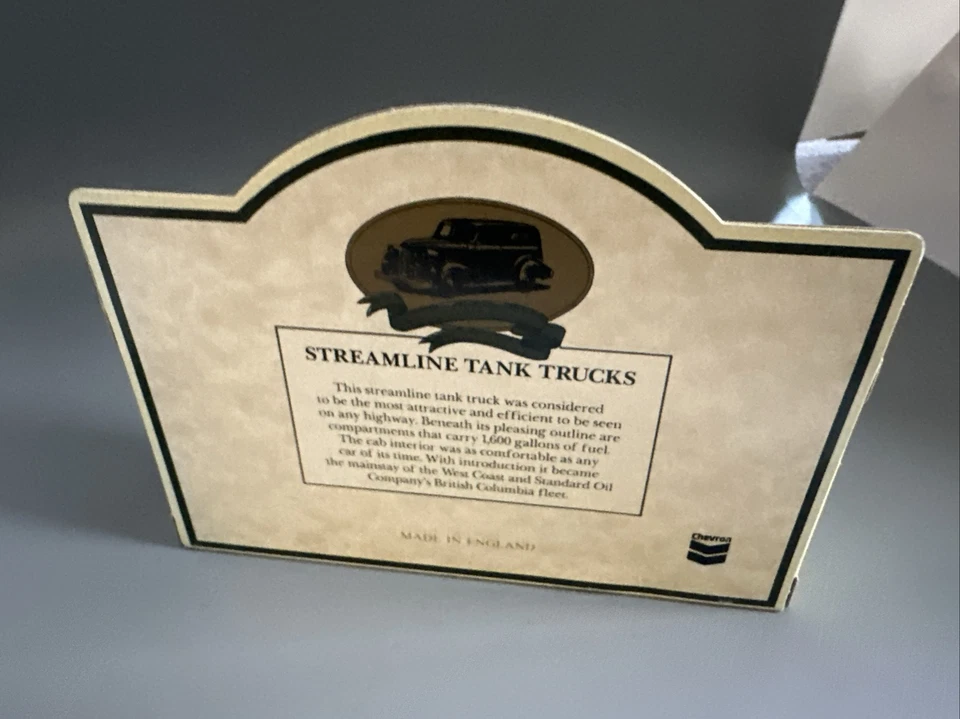 STREAMLINE TANK TRUCKS
This streamline tank truck was considered
to be the most attractive and efficient to be seen
on any highway. Beneath its pleasing outline are
compartments that carry 1,600 gallons of fuel.
The cab interior was as comfortable as any
car of its time. With introduction it became
the mainstay of the West Coast and Standard Oil
Company's British Columbia fleet.
MADE IN ENGLAND
Chevron